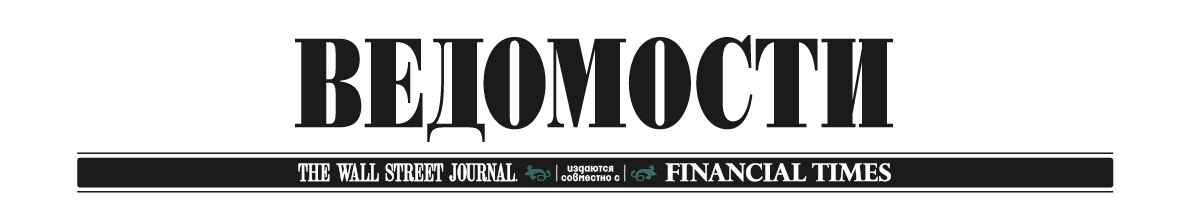 ВЕДОМОСТИ
THE WALL STREET JOURNAL. | издаются
совместно с | FINANCIAL TIMES